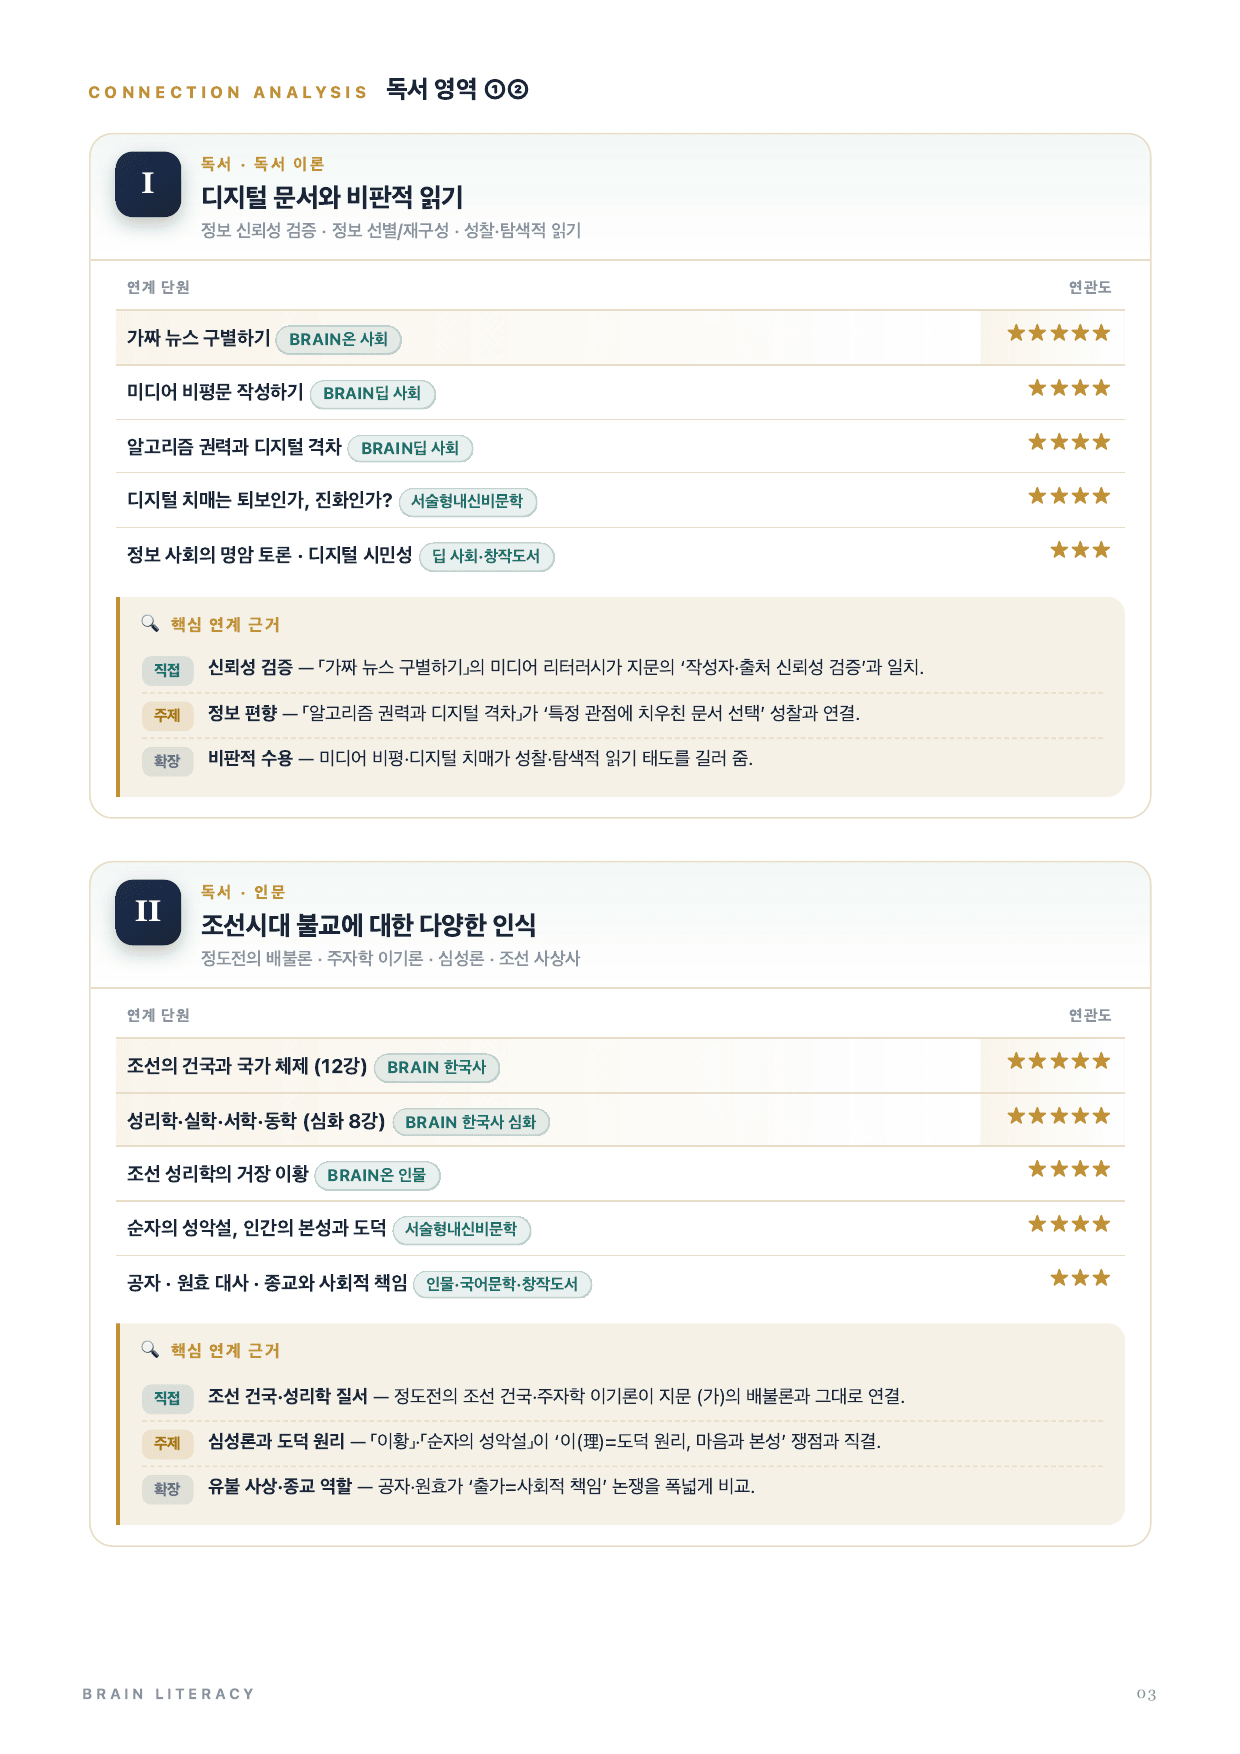 CONNECTION ANALYSIS 독서 영역 ①②
I
독서 · 독서 이론
디지털 문서와 비판적 읽기
정보 신뢰성 검증 · 정보 선별/재구성 · 성찰·탐색적 읽기
연계 단원 연관도
가짜 뉴스 구별하기 BRAIN온 사회 ★★★★★
미디어 비평문 작성하기 BRAIN딥 사회 ★★★★
알고리즘 권력과 디지털 격차 BRAIN딥 사회 ★★★★
디지털 치매는 퇴보인가, 진화인가? 서술형내신비문학 ★★★★
정보 사회의 명암 토론 · 디지털 시민성 딥 사회·창작도서 ★★★
🔍 핵심 연계 근거
직접 신뢰성 검증 — 「가짜 뉴스 구별하기」의 미디어 리터러시가 지문의 ‘작성자·출처 신뢰성 검증’과 일치.
주제 정보 편향 — 「알고리즘 권력과 디지털 격차」가 ‘특정 관점에 치우친 문서 선택’ 성찰과 연결.
확장 비판적 수용 — 미디어 비평·디지털 치매가 성찰·탐색적 읽기 태도를 길러 줌.
II
독서 · 인문
조선시대 불교에 대한 다양한 인식
정도전의 배불론 · 주자학 이기론 · 심성론 · 조선 사상사
연계 단원 연관도
조선의 건국과 국가 체제 (12강) BRAIN 한국사 ★★★★★
성리학·실학·서학·동학 (심화 8강) BRAIN 한국사 심화 ★★★★★
조선 성리학의 거장 이황 BRAIN온 인물 ★★★★
순자의 성악설, 인간의 본성과 도덕 서술형내신비문학 ★★★★
공자 · 원효 대사 · 종교와 사회적 책임 인물·국어문학·창작도서 ★★★
🔍 핵심 연계 근거
직접 조선 건국·성리학 질서 — 정도전의 조선 건국·주자학 이기론이 지문 (가)의 배불론과 그대로 연결.
주제 심성론과 도덕 원리 — 「이황」·「순자의 성악설」이 ‘이(理)=도덕 원리, 마음과 본성’ 쟁점과 직결.
확장 유불 사상·종교 역할 — 공자·원효가 ‘출가=사회적 책임’ 논쟁을 폭넓게 비교.
BRAIN LITERACY 03